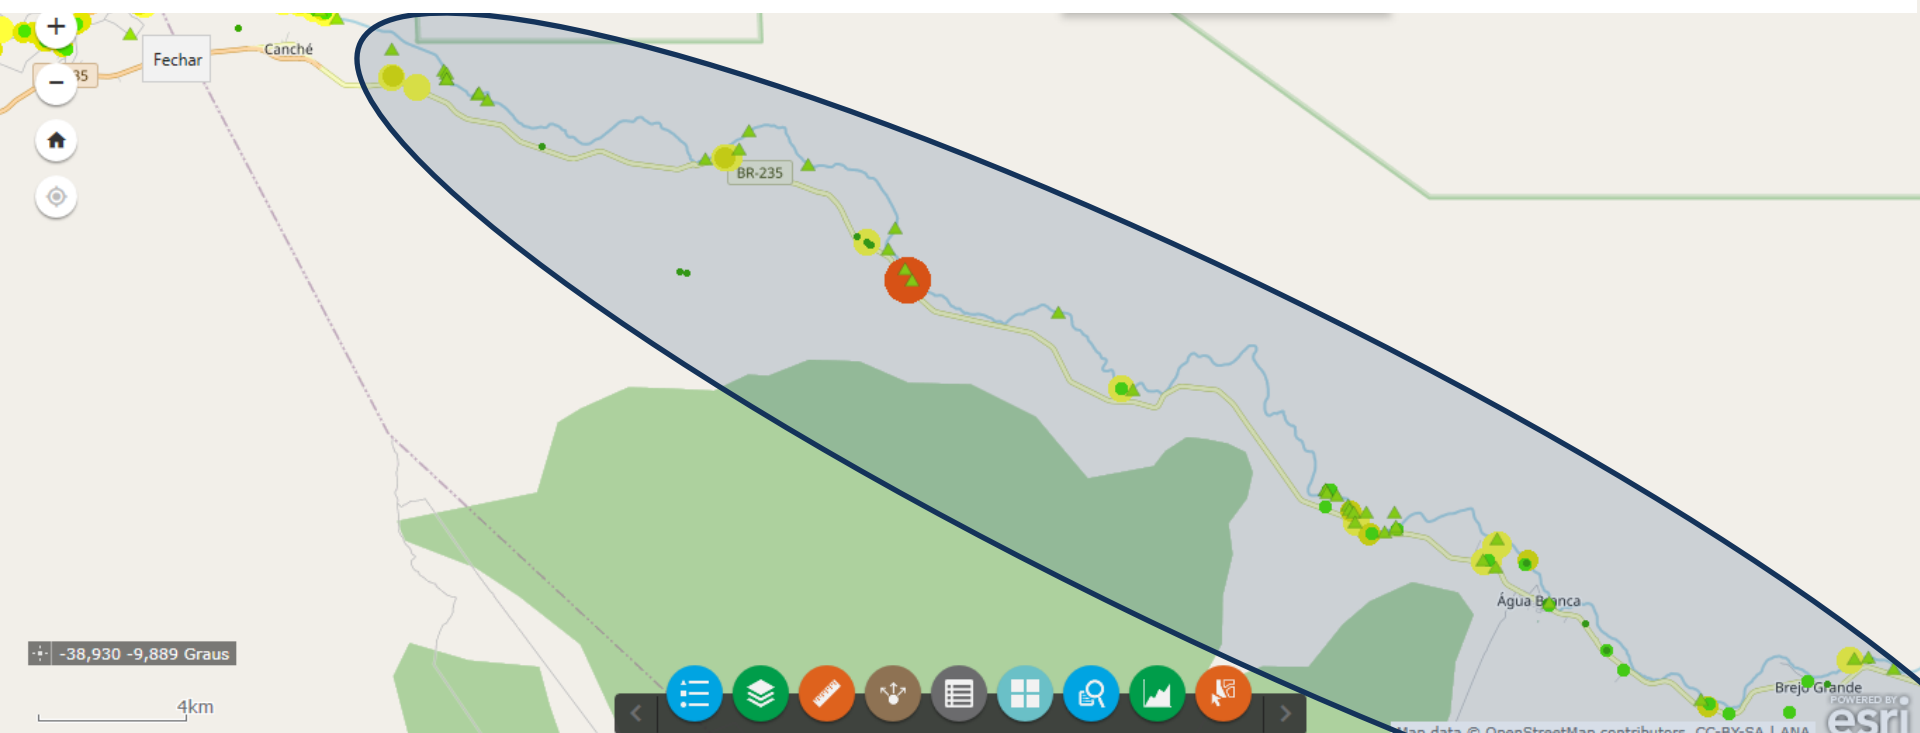 +
Canché
Fechar
35
−
BR-235
Água Branca
-38,930 -9,889 Graus
Brejo Grande
4km
POWERED BY
esri
Map data © OpenStreetMap contributors, CC-BY-SA | ANA